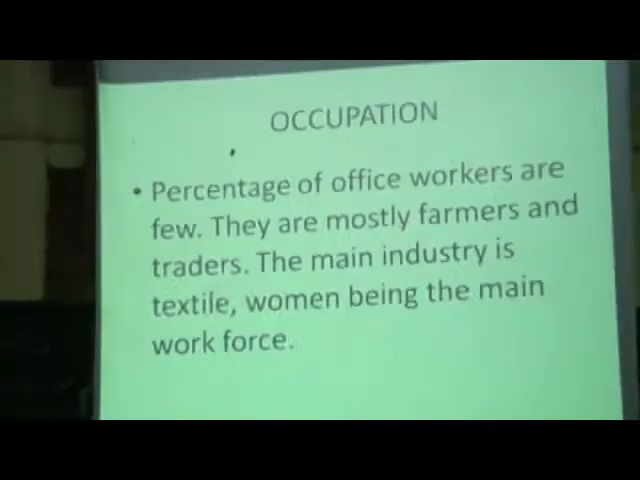 OCCUPATION
• Percentage of office workers are
few. They are mostly farmers and
traders. The main industry is
textile, women being the main
work force.